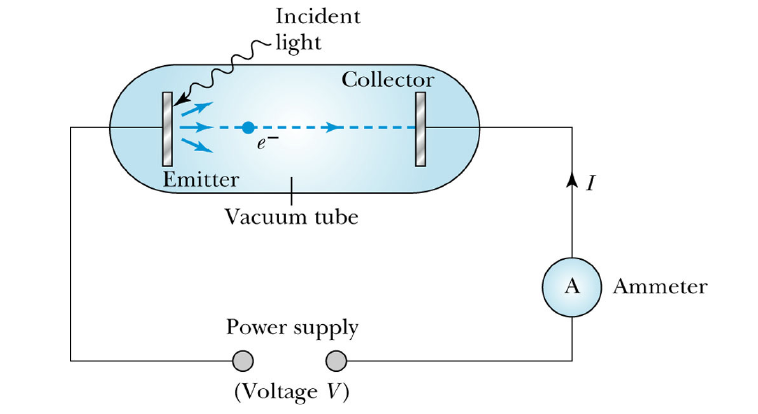 Incident
light
Collector
e⁻
Emitter
I
Vacuum tube
A
Ammeter
Power supply
(Voltage V)